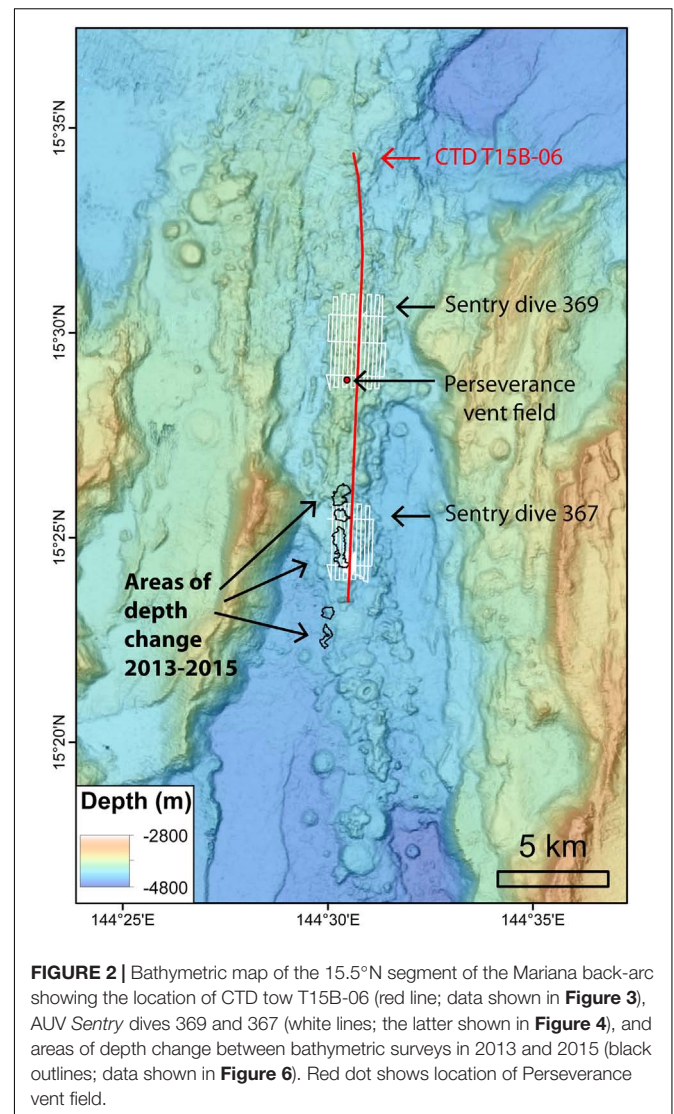 15°35'N
CTD T15B-06
Sentry dive 369
15°30'N
Perseverance
vent field
Sentry dive 367
15°25'N
Areas of
depth
change
2013-2015
15°20'N
Depth (m)
-2800
-4800
5 km
144°25'E
144°30'E
144°35'E
FIGURE 2 | Bathymetric map of the 15.5°N segment of the Mariana back-arc
showing the location of CTD tow T15B-06 (red line; data shown in Figure 3),
AUV Sentry dives 369 and 367 (white lines; the latter shown in Figure 4), and
areas of depth change between bathymetric surveys in 2013 and 2015 (black
outlines; data shown in Figure 6). Red dot shows location of Perseverance
vent field.